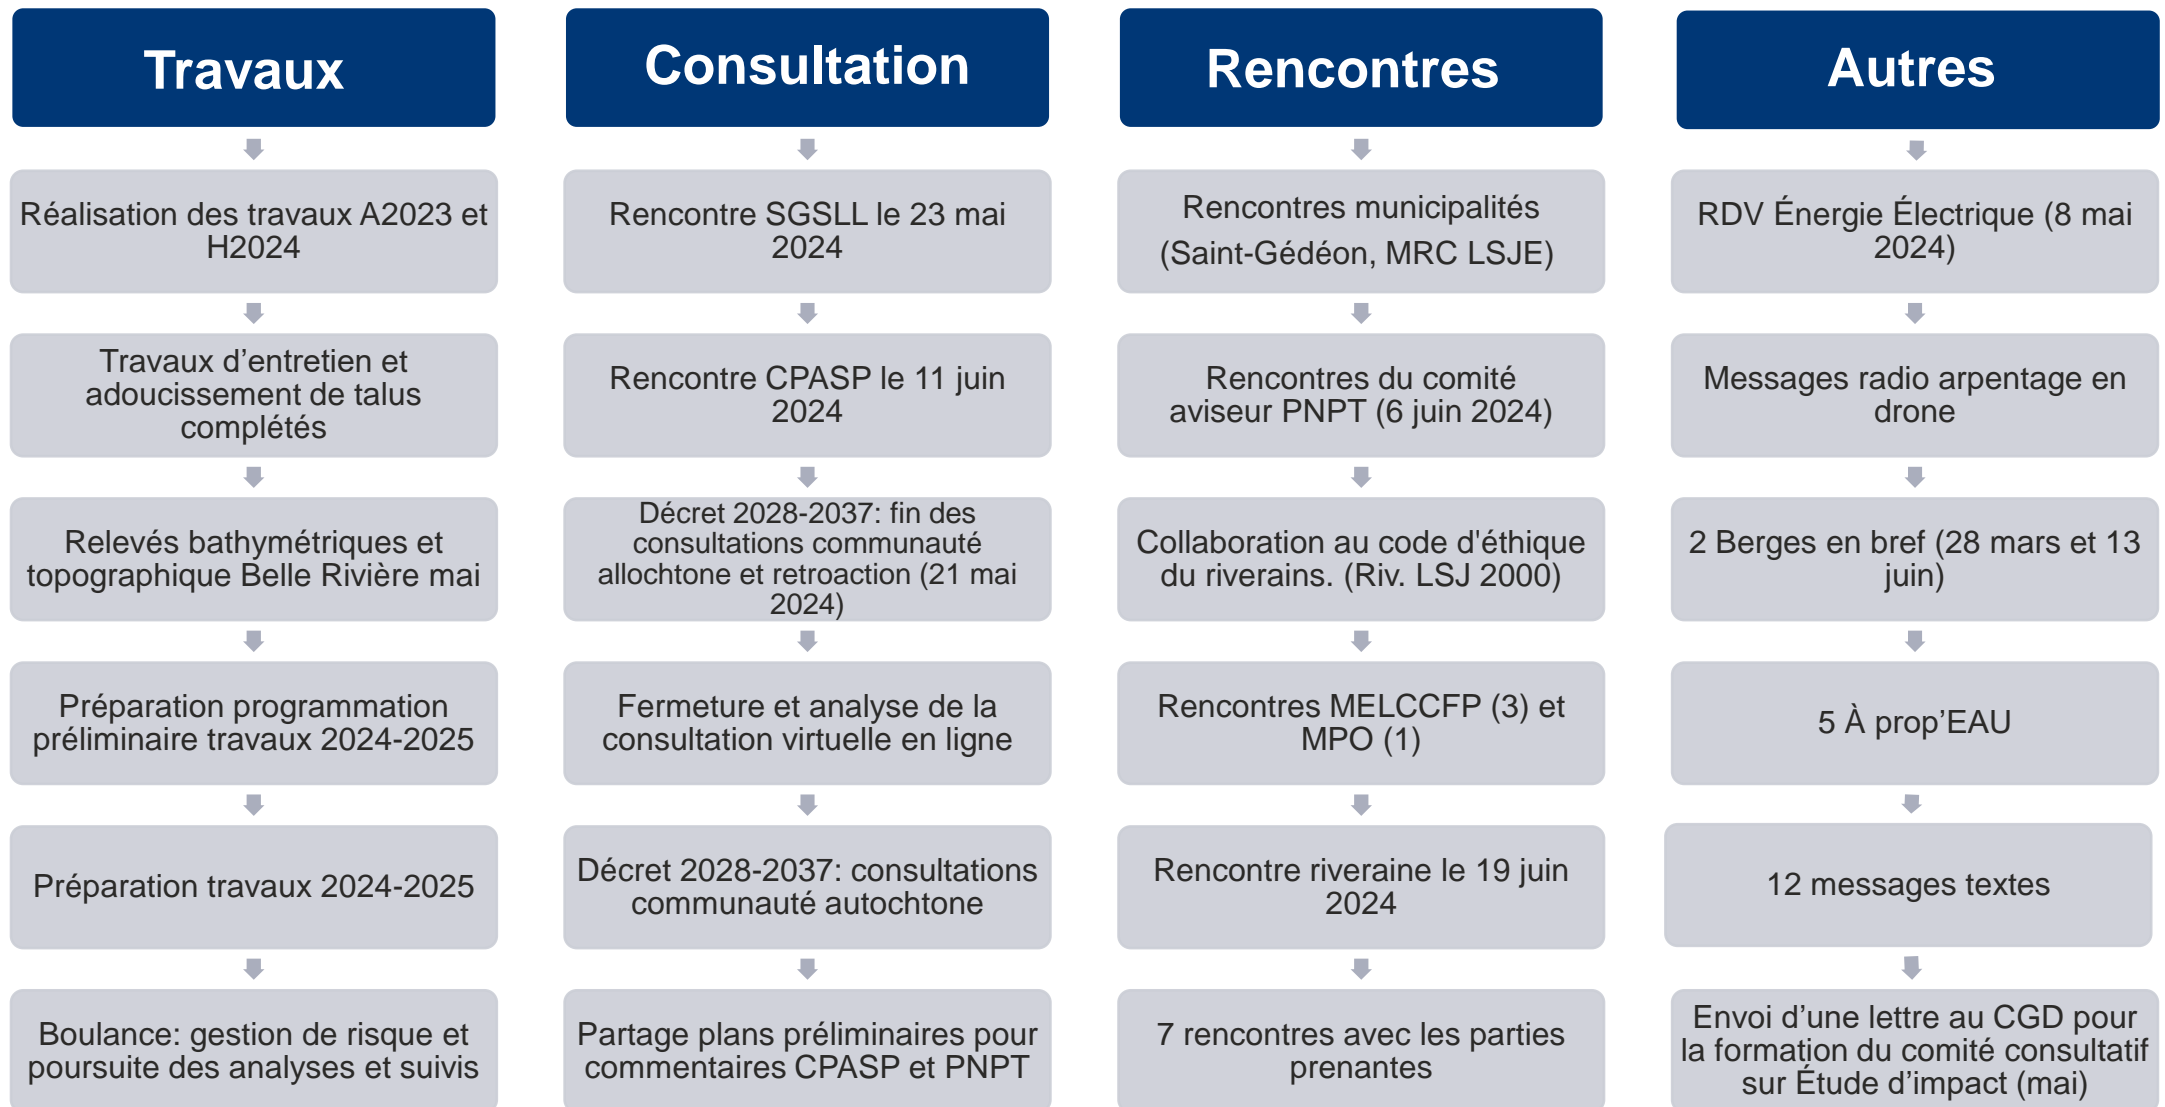 Travaux
Réalisation des travaux A2023 et
H2024
Travaux d’entretien et
adoucissement de talus
complétés
Relevés bathymétriques et
topographique Belle Rivière mai
Préparation programmation
préliminaire travaux 2024-2025
Préparation travaux 2024-2025
Boulance: gestion de risque et
poursuite des analyses et suivis
Consultation
Rencontre SGSLL le 23 mai
2024
Rencontre CPASP le 11 juin
2024
Décret 2028-2037: fin des
consultations communauté
allochtone et retroaction (21 mai
2024)
Fermeture et analyse de la
consultation virtuelle en ligne
Décret 2028-2037: consultations
communauté autochtone
Partage plans préliminaires pour
commentaires CPASP et PNPT
Rencontres
Rencontres municipalités
(Saint-Gédéon, MRC LSJE)
Rencontres du comité
aviseur PNPT (6 juin 2024)
Collaboration au code d'éthique
du riverains. (Riv. LSJ 2000)
Rencontres MELCCFP (3) et
MPO (1)
Rencontre riveraine le 19 juin
2024
7 rencontres avec les parties
prenantes
Autres
RDV Énergie Électrique (8 mai
2024)
Messages radio arpentage en
drone
2 Berges en bref (28 mars et 13
juin)
5 À prop’EAU
12 messages textes
Envoi d’une lettre au CGD pour
la formation du comité consultatif
sur Étude d’impact (mai)